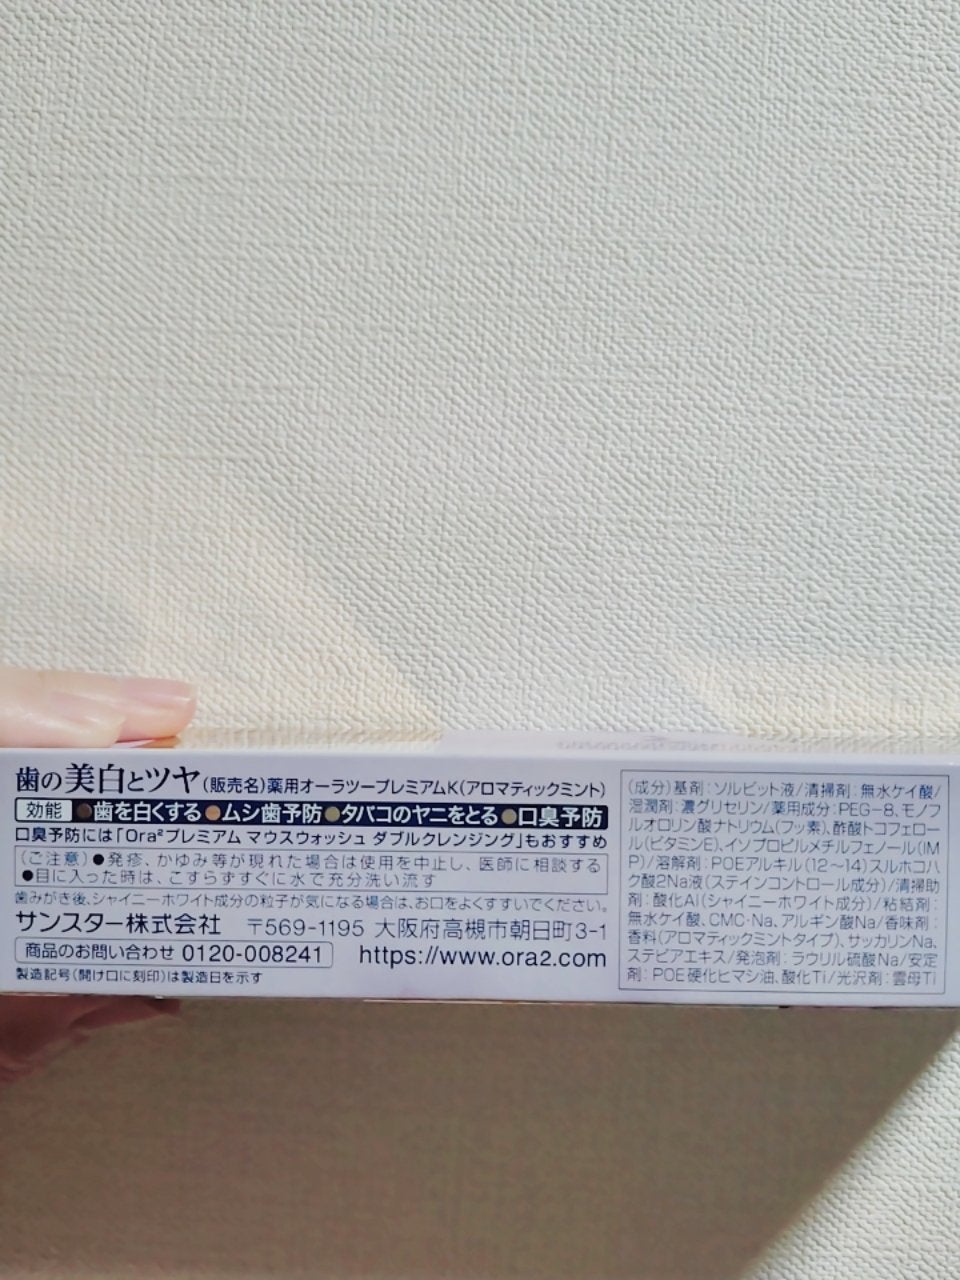 歯の美白とツヤ(販売名)薬用オーラツープレミアムK(アロマティックミント)
効能 ●歯を白くする●ムシ歯予防●タバコのヤニをとる●口臭予防
口臭予防には「Ora²プレミアム マウスウォッシュ ダブルクレンジング」もおすすめ
(ご注意)●発疹、かゆみ等が現れた場合は使用を中止し、医師に相談する
●目に入った時は、こすらずすぐに水で充分洗い流す
歯みがき後、シャイニーホワイト成分の粒子が気になる場合は、お口をよくすすいでください。
サンスター株式会社 〒569-1195 大阪府高槻市朝日町3-1
商品のお問い合わせ 0120-008241 https://www.ora2.com
製造記号(開け口に刻印)は製造日を示す
(成分)基剤:ソルビット液/清掃剤:無水ケイ酸/
湿潤剤:濃グリセリン/薬用成分:PEG-8、モノフ
ルオロリン酸ナトリウム(フッ素)、酢酸トコフェロー
ル(ビタミンE)、イソプロピルメチルフェノール(IM
P)/溶解剤:POEアルキル(12〜14)スルホコハ
ク酸2Na液(ステインコントロール成分)/清掃助
剤:酸化Al(シャイニーホワイト成分)/粘結剤:
無水ケイ酸、CMC·Na、アルギン酸Na/香味剤:
香料(アロマティックミントタイプ)、サッカリンNa、
ステビアエキス/発泡剤:ラウリル硫酸Na/安定
剤:POE硬化ヒマシ油、酸化Ti/光沢剤:雲母Ti